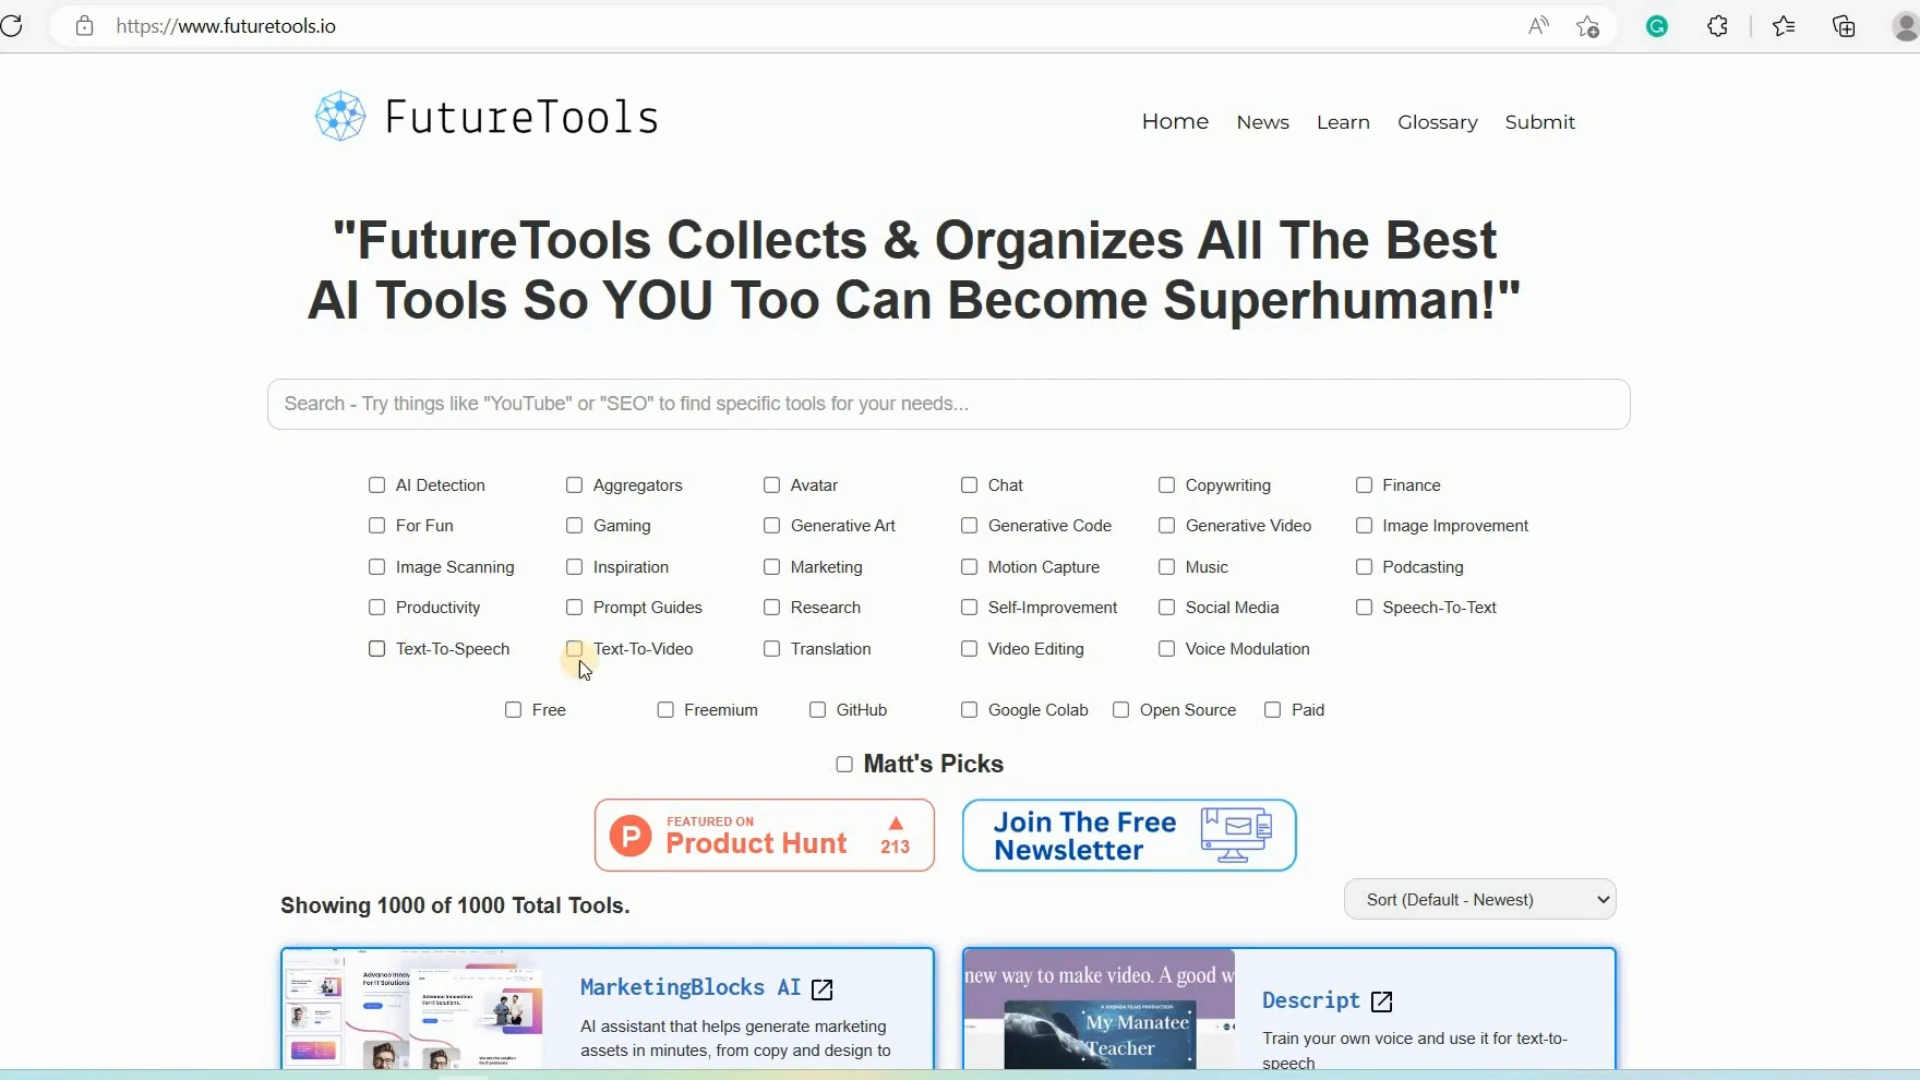 https://www.futuretools.io
FutureTools
Home News Learn Glossary Submit
"FutureTools Collects & Organizes All The Best
AI Tools So YOU Too Can Become Superhuman!"
Search - Try things like "YouTube" or "SEO" to find specific tools for your needs...
AI Detection Aggregators Avatar Chat Copywriting Finance
For Fun Gaming Generative Art Generative Code Generative Video Image Improvement
Image Scanning Inspiration Marketing Motion Capture Music Podcasting
Productivity Prompt Guides Research Self-Improvement Social Media Speech-To-Text
Text-To-Speech Text-To-Video Translation Video Editing Voice Modulation
Free Freemium GitHub Google Colab Open Source Paid
Matt's Picks
FEATURED ON
Product Hunt
213
Join The Free
Newsletter
Showing 1000 of 1000 Total Tools.
Sort (Default - Newest)
MarketingBlocks AI
AI assistant that helps generate marketing
assets in minutes, from copy and design to
new way to make video. A good w
My Manatee
Teacher
Descript
Train your own voice and use it for text-to-
speech